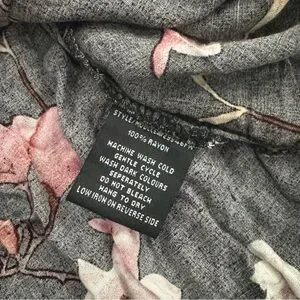 100% RAYON
MACHINE WASH COLD
GENTLE CYCLE
WASH DARK COLOURS
SEPERATELY
DO NOT BLEACH
HANG TO DRY
LOW IRON ON REVERSE SIDE